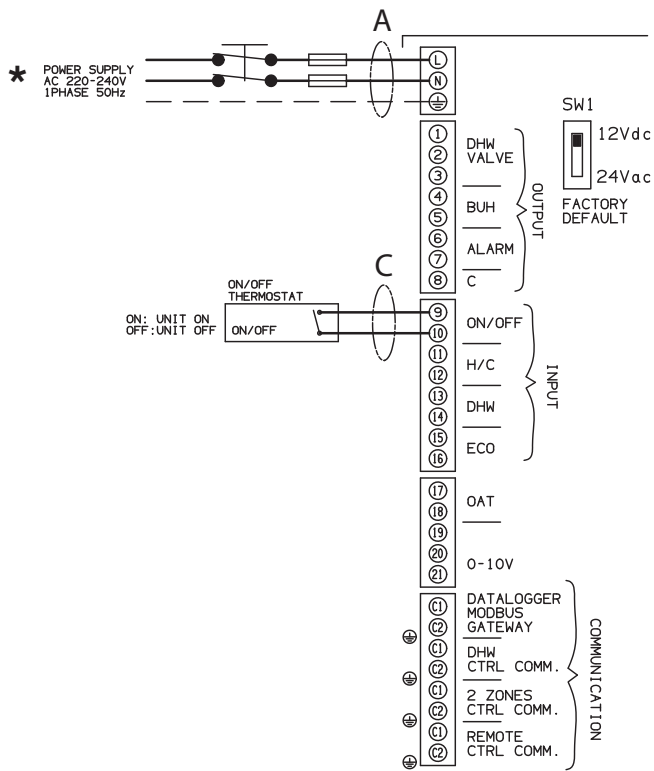 A
*
POWER SUPPLY
AC 220-240V
1PHASE 50Hz
L
N
SW1
12Vdc
24Vac
FACTORY
DEFAULT
1
2
3
DHW
VALVE
4
5
BUH
6
7
ALARM
8
C
OUTPUT
C
ON/OFF
THERMOSTAT
ON: UNIT ON
OFF:UNIT OFF
ON/OFF
9
10
ON/OFF
11
12
H/C
13
14
DHW
15
16
ECO
INPUT
17
18
OAT
19
20
21
0-10V
C1
C2
DATALOGGER
MODBUS
GATEWAY
C1
C2
DHW
CTRL COMM.
C1
C2
2 ZONES
CTRL COMM.
C1
C2
REMOTE
CTRL COMM.
COMMUNICATION